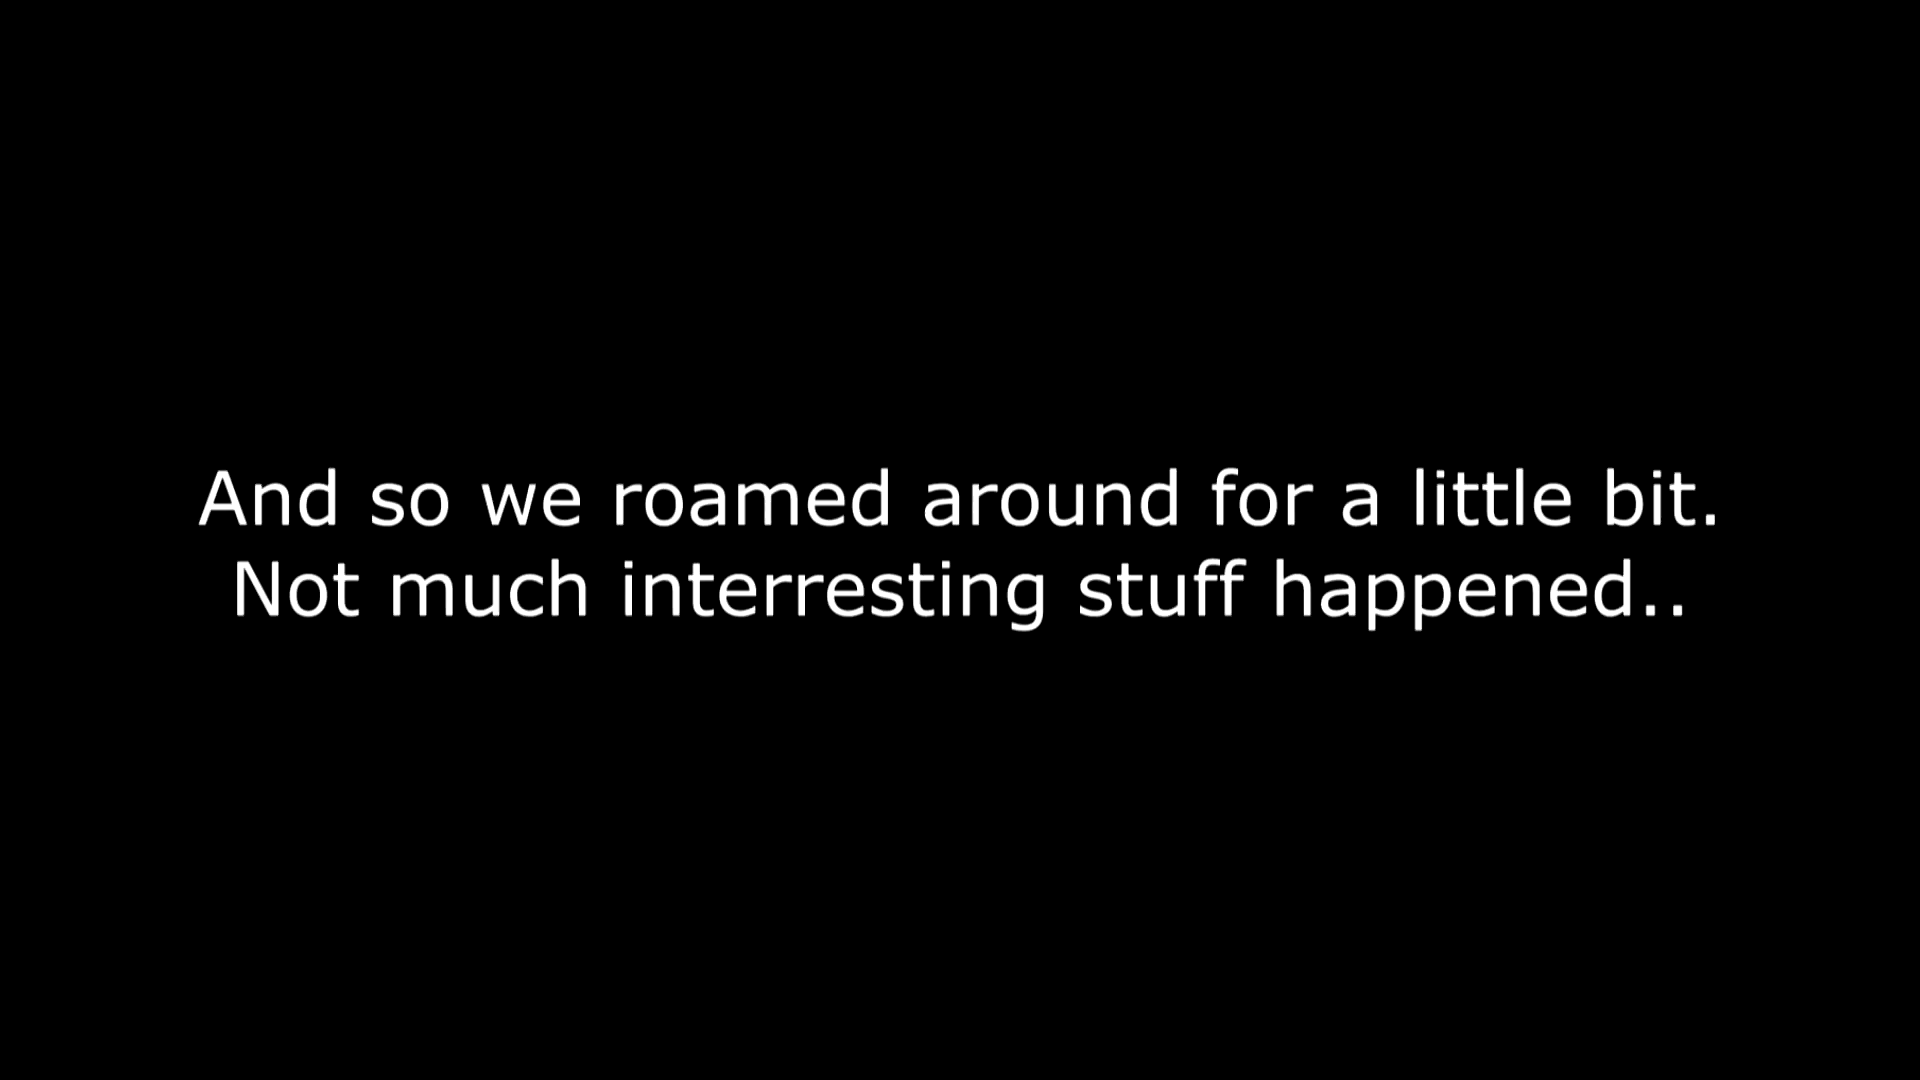 And so we roamed around for a little bit.
Not much interresting stuff happened..